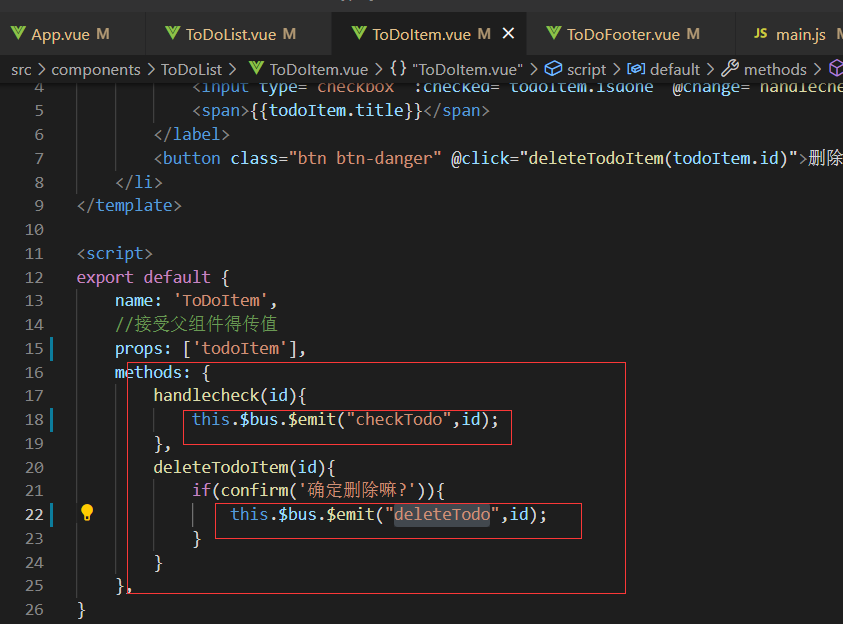 App.vue M ToDoList.vue M ToDoItem.vue M ToDoFooter.vue M JS main.js M
src > components > ToDoList > ToDoItem.vue > {} "ToDoItem.vue" > script > default > methods >
4 <input type="checkbox" :checked="todoItem.isdone" @change="handleche
5 <span>{{todoItem.title}}</span>
6 </label>
7 <button class="btn btn-danger" @click="deleteTodoItem(todoItem.id)">删除
8 </li>
9 </template>
10
11 <script>
12 export default {
13 name: 'ToDoItem',
14 //接受父组件得传值
15 props: ['todoItem'],
16 methods: {
17 handlecheck(id){
18 this.$bus.$emit("checkTodo",id);
19 },
20 deleteTodoItem(id){
21 if(confirm('确定删除嘛?')){
22 this.$bus.$emit("deleteTodo",id);
23 }
24 }
25 },
26 }